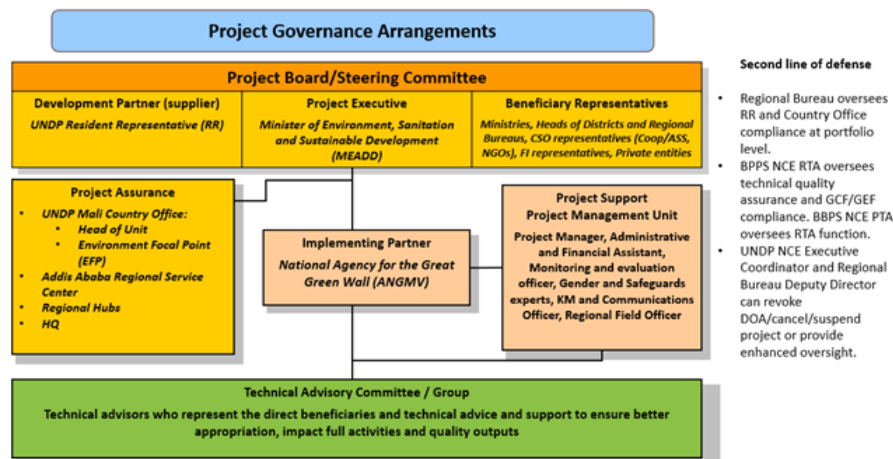 Project Governance Arrangements
Project Board/Steering Committee
Development Partner (supplier)
UNDP Resident Representative (RR)
Project Executive
Minister of Environment, Sanitation
and Sustainable Development
(MEADD)
Beneficiary Representatives
Ministries, Heads of Districts and Regional
Bureaus, CSO representatives (Coop/ASS,
NGOs), FI representatives, Private entities
Project Assurance
• UNDP Mali Country Office:
• Head of Unit
• Environment Focal Point
(EFP)
• Addis Ababa Regional Service
Center
• Regional Hubs
• HQ
Implementing Partner
National Agency for the Great
Green Wall (ANGMV)
Project Support
Project Management Unit
Project Manager, Administrative
and Financial Assistant,
Monitoring and evaluation
officer, Gender and Safeguards
experts, KM and Communications
Officer, Regional Field Officer
Technical Advisory Committee / Group
Technical advisors who represent the direct beneficiaries and technical advice and support to ensure better
appropriation, impact full activities and quality outputs
Second line of defense
• Regional Bureau oversees
RR and Country Office
compliance at portfolio
level.
• BPPS NCE RTA oversees
technical quality
assurance and GCF/GEF
compliance. BBPS NCE PTA
oversees RTA function.
• UNDP NCE Executive
Coordinator and Regional
Bureau Deputy Director
can revoke
DOA/cancel/suspend
project or provide
enhanced oversight.